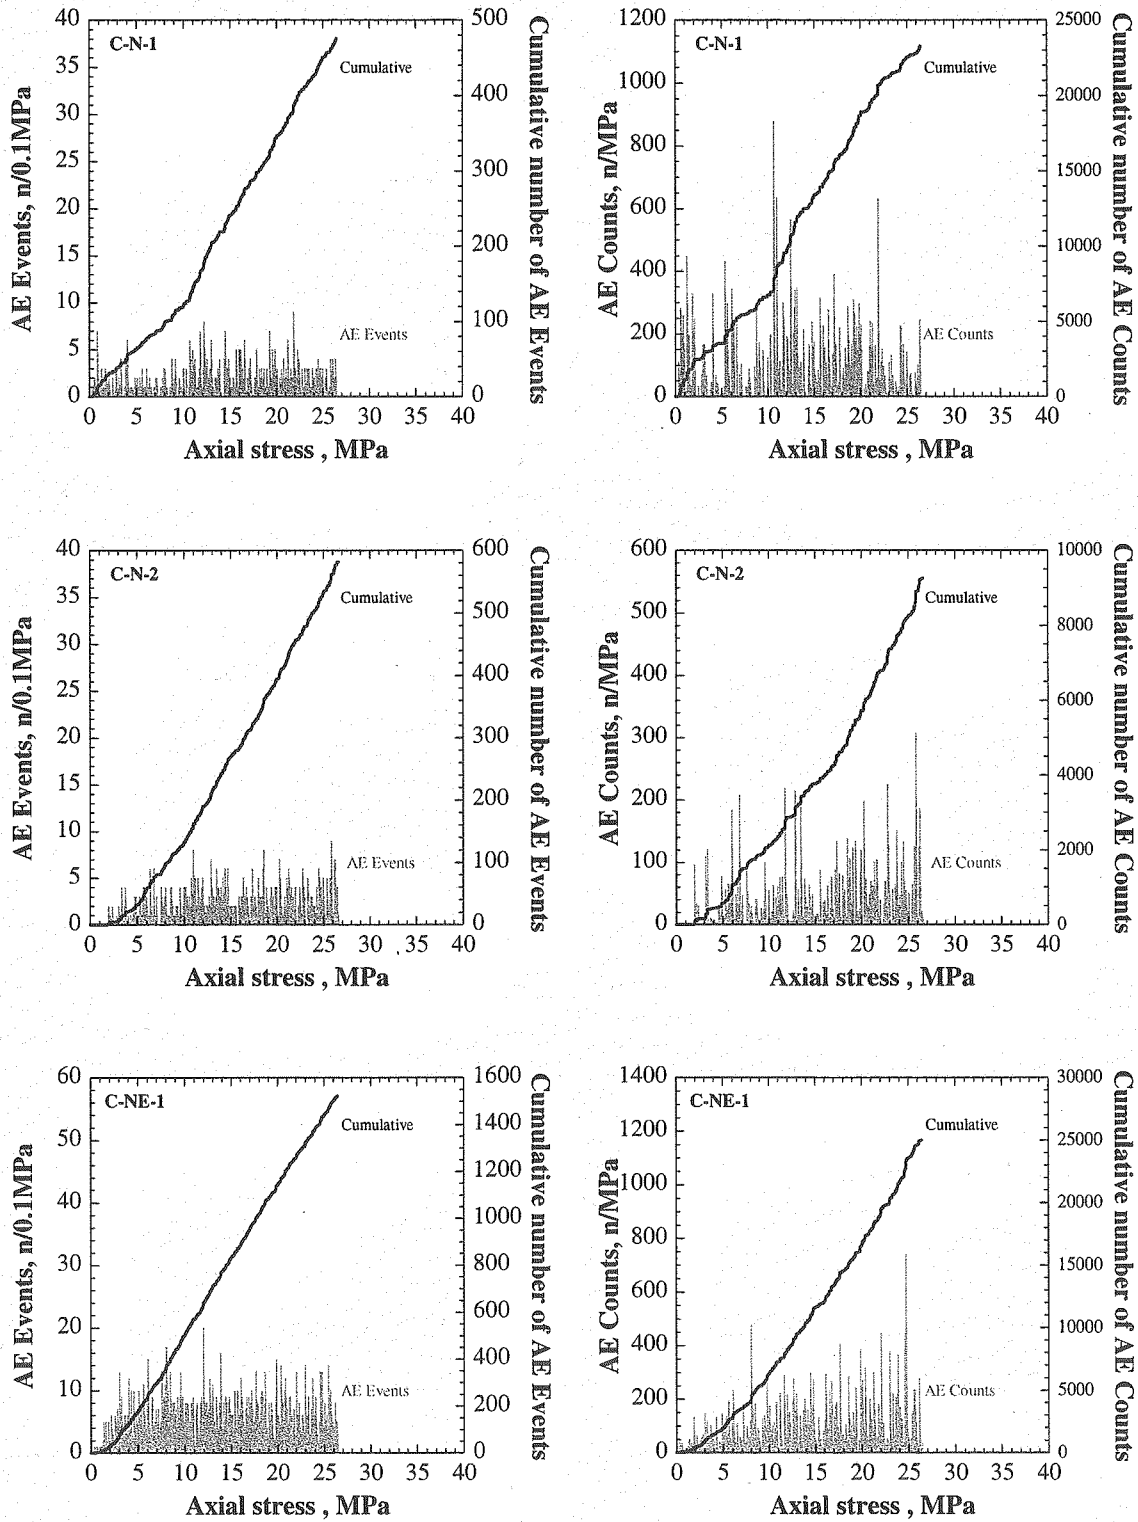 C-N-1
Cumulative
AE Events
AE Events, n/0.1MPa
40
35
30
25
20
15
10
5
0
Cumulative number of AE Events
500
400
300
200
100
0
0 5 10 15 20 25 30 35 40
Axial stress , MPa
C-N-1
Cumulative
AE Counts
AE Counts, n/MPa
1200
1000
800
600
400
200
0
Cumulative number of AE Counts
25000
20000
15000
10000
5000
0
0 5 10 15 20 25 30 35 40
Axial stress , MPa
C-N-2
Cumulative
AE Events
AE Events, n/0.1MPa
40
35
30
25
20
15
10
5
0
Cumulative number of AE Events
600
500
400
300
200
100
0
0 5 10 15 20 25 30 35 40
Axial stress , MPa
C-N-2
Cumulative
AE Counts
AE Counts, n/MPa
600
500
400
300
200
100
0
Cumulative number of AE Counts
10000
8000
6000
4000
2000
0
0 5 10 15 20 25 30 35 40
Axial stress , MPa
C-NE-1
Cumulative
AE Events
AE Events, n/0.1MPa
60
50
40
30
20
10
0
Cumulative number of AE Events
1600
1400
1200
1000
800
600
400
200
0
0 5 10 15 20 25 30 35 40
Axial stress , MPa
C-NE-1
Cumulative
AE Counts
AE Counts, n/MPa
1400
1200
1000
800
600
400
200
0
Cumulative number of AE Counts
30000
25000
20000
15000
10000
5000
0
0 5 10 15 20 25 30 35 40
Axial stress , MPa